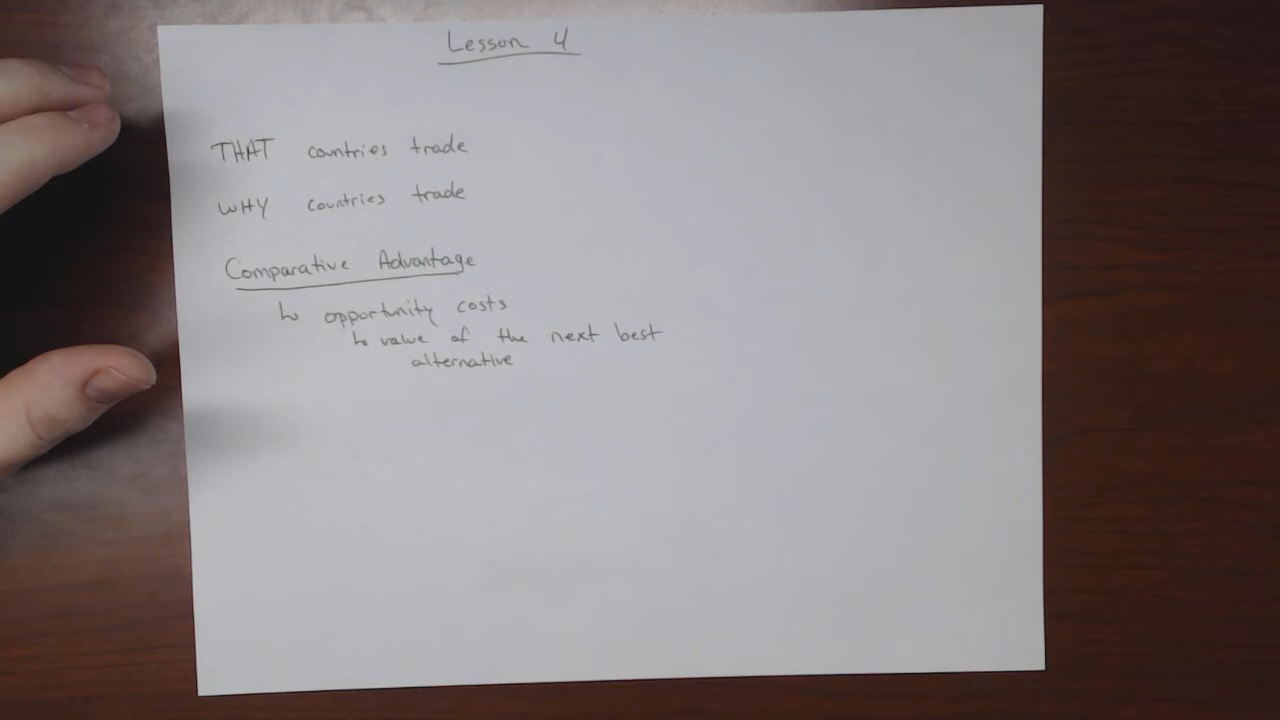 Lesson 4
THAT countries trade
WHY countries trade
Comparative Advantage
↳ opportunity costs
↳ value of the next best
alternative